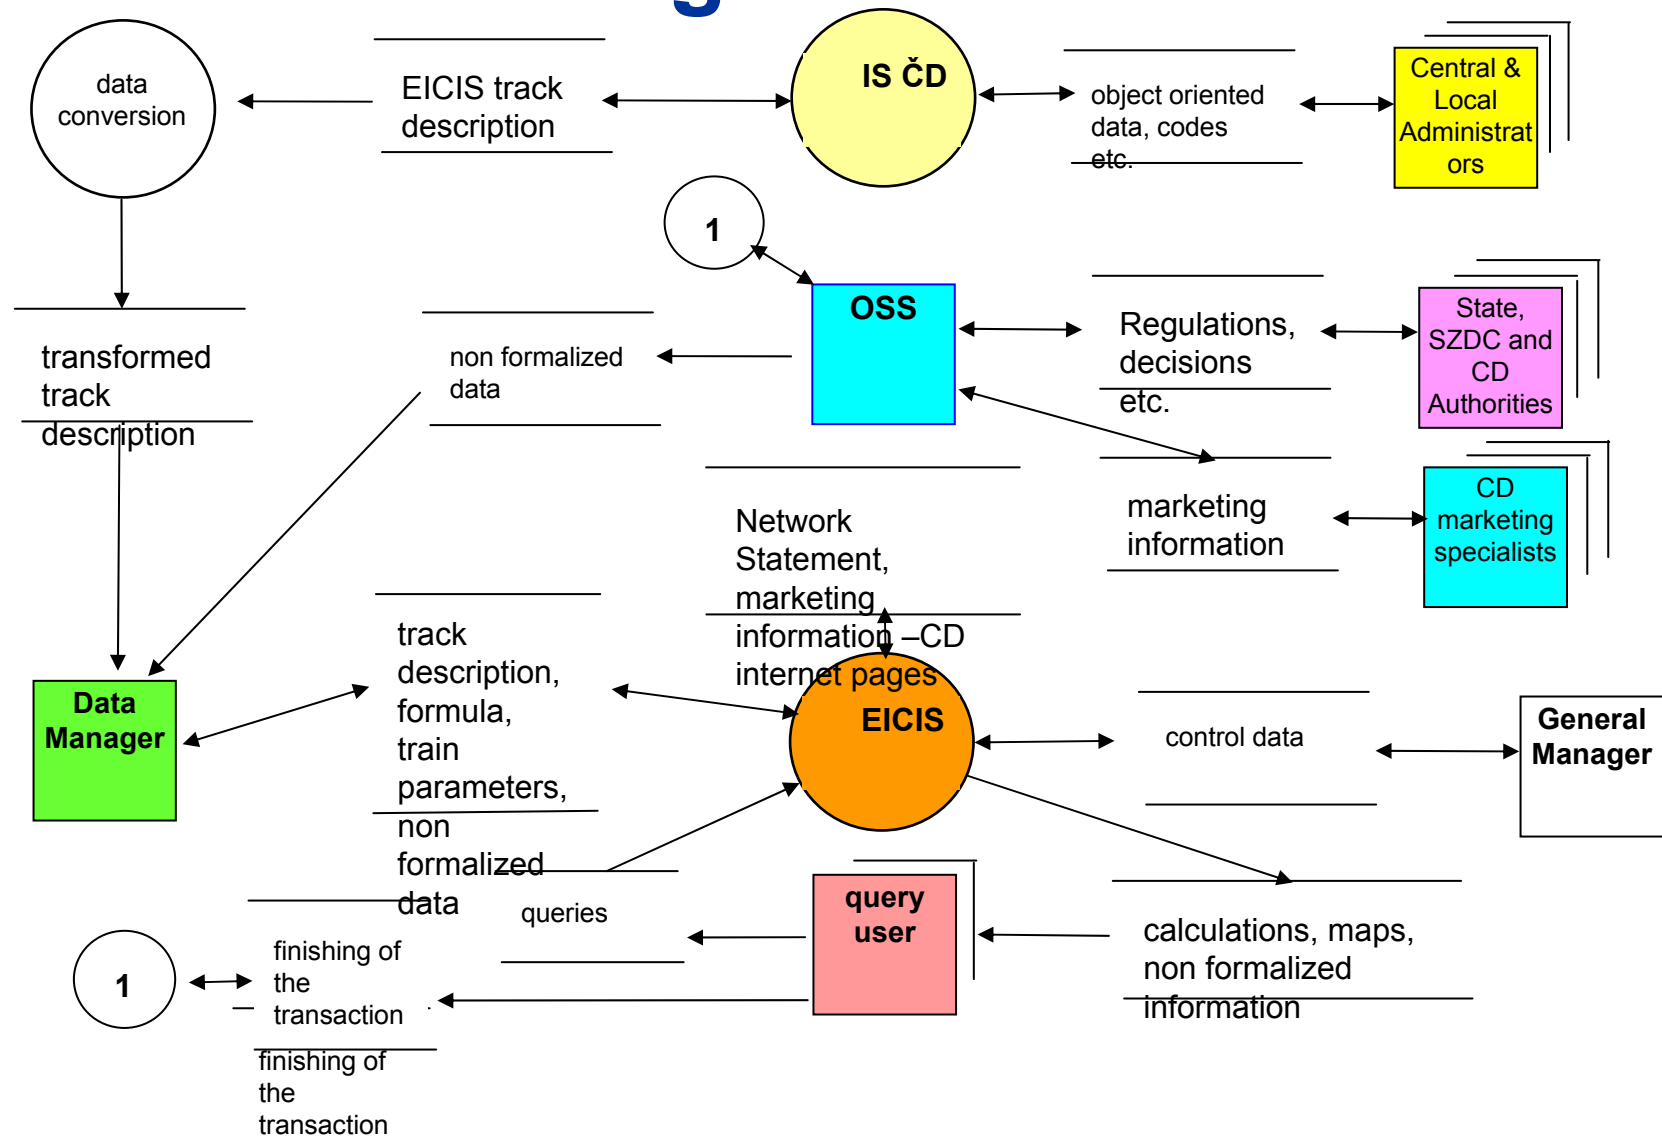 g
data
conversion
EICIS track
description
IS ČD
object oriented
data, codes
etc.
Central &
Local
Administrat
ors
1
transformed
track
description
non formalized
data
OSS
Regulations,
decisions
etc.
State,
SZDC and
CD
Authorities
Network
Statement,
marketing
information –CD
internet pages
marketing
information
CD
marketing
specialists
Data
Manager
track
description,
formula,
train
parameters,
non
formalized
data
EICIS
control data
General
Manager
queries
query
user
calculations, maps,
non formalized
information
1
finishing of
the
transaction
finishing of
the
transaction